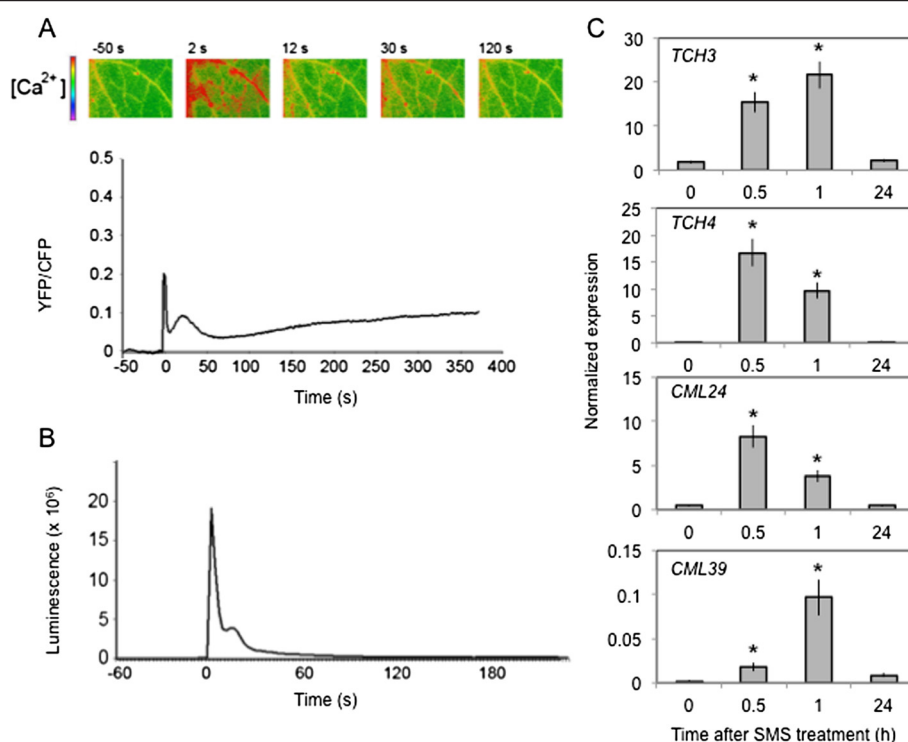 A
-50 s 2 s 12 s 30 s 120 s
[Ca2+]
0.5
0.4
0.3
0.2
0.1
0
YFP/CFP
-50 0 50 100 150 200 250 300 350 400
Time (s)
B
20
15
10
5
0
Luminescence (x 10⁶)
-60 0 60 120 180
Time (s)
C
Normalized expression
TCH3
30
20
10
0
* *
0 0.5 1 24
TCH4
25
20
15
10
5
0
* *
0 0.5 1 24
CML24
15
10
5
0
* *
0 0.5 1 24
CML39
0.15
0.1
0.05
0
* *
0 0.5 1 24
Time after SMS treatment (h)